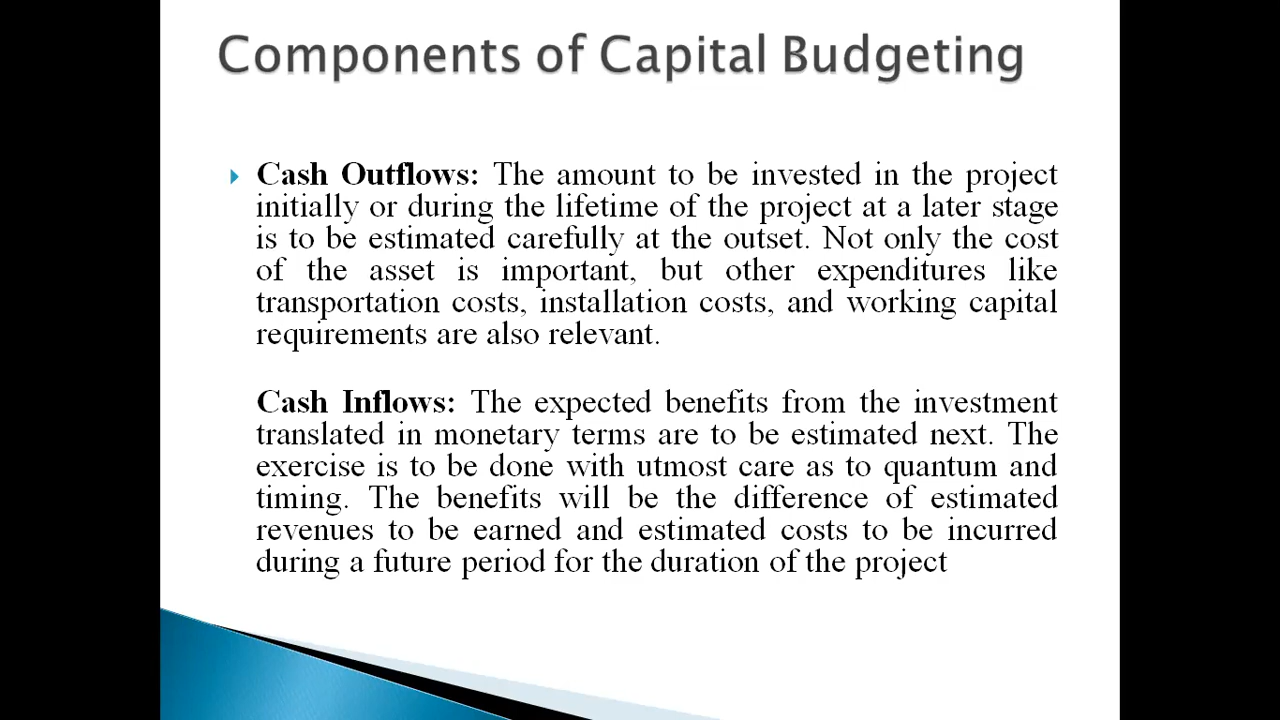 Components of Capital Budgeting
Cash Outflows: The amount to be invested in the project
initially or during the lifetime of the project at a later stage
is to be estimated carefully at the outset. Not only the cost
of the asset is important, but other expenditures like
transportation costs, installation costs, and working capital
requirements are also relevant.
Cash Inflows: The expected benefits from the investment
translated in monetary terms are to be estimated next. The
exercise is to be done with utmost care as to quantum and
timing. The benefits will be the difference of estimated
revenues to be earned and estimated costs to be incurred
during a future period for the duration of the project